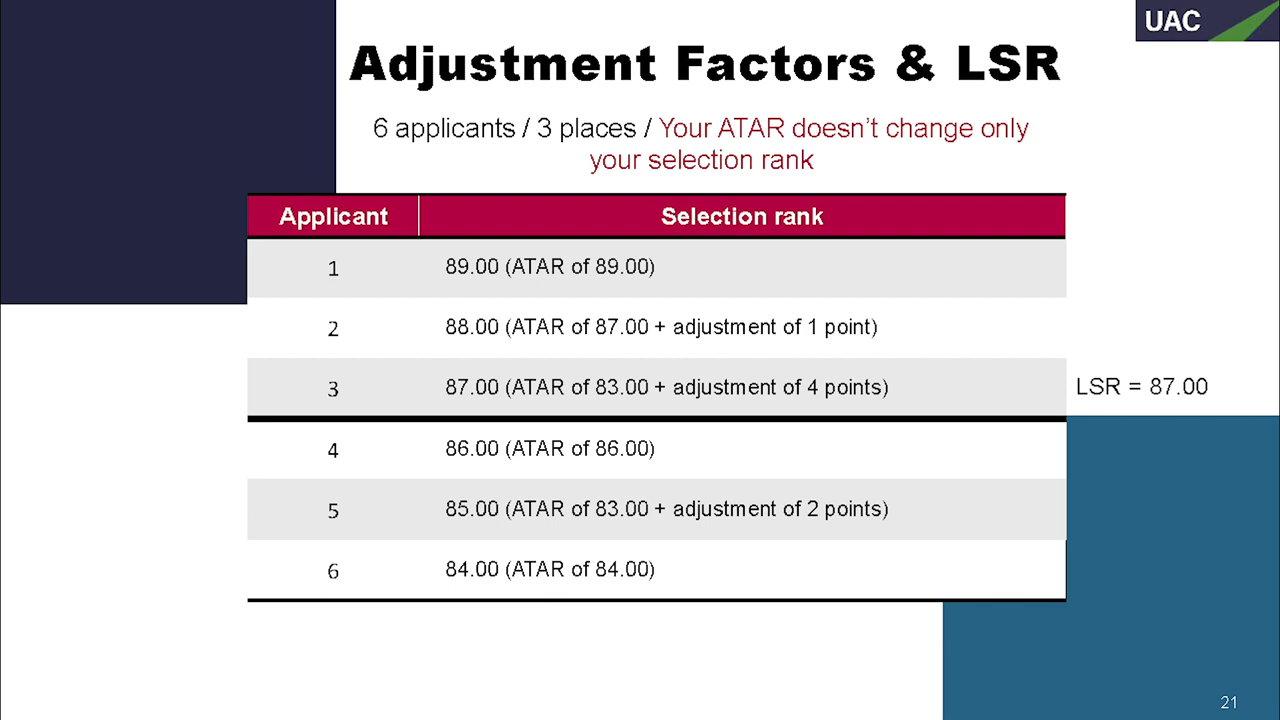 UAC
Adjustment Factors & LSR
6 applicants / 3 places / Your ATAR doesn't change only
your selection rank
Applicant Selection rank
1 89.00 (ATAR of 89.00)
2 88.00 (ATAR of 87.00 + adjustment of 1 point)
3 87.00 (ATAR of 83.00 + adjustment of 4 points) LSR = 87.00
4 86.00 (ATAR of 86.00)
5 85.00 (ATAR of 83.00 + adjustment of 2 points)
6 84.00 (ATAR of 84.00)
21